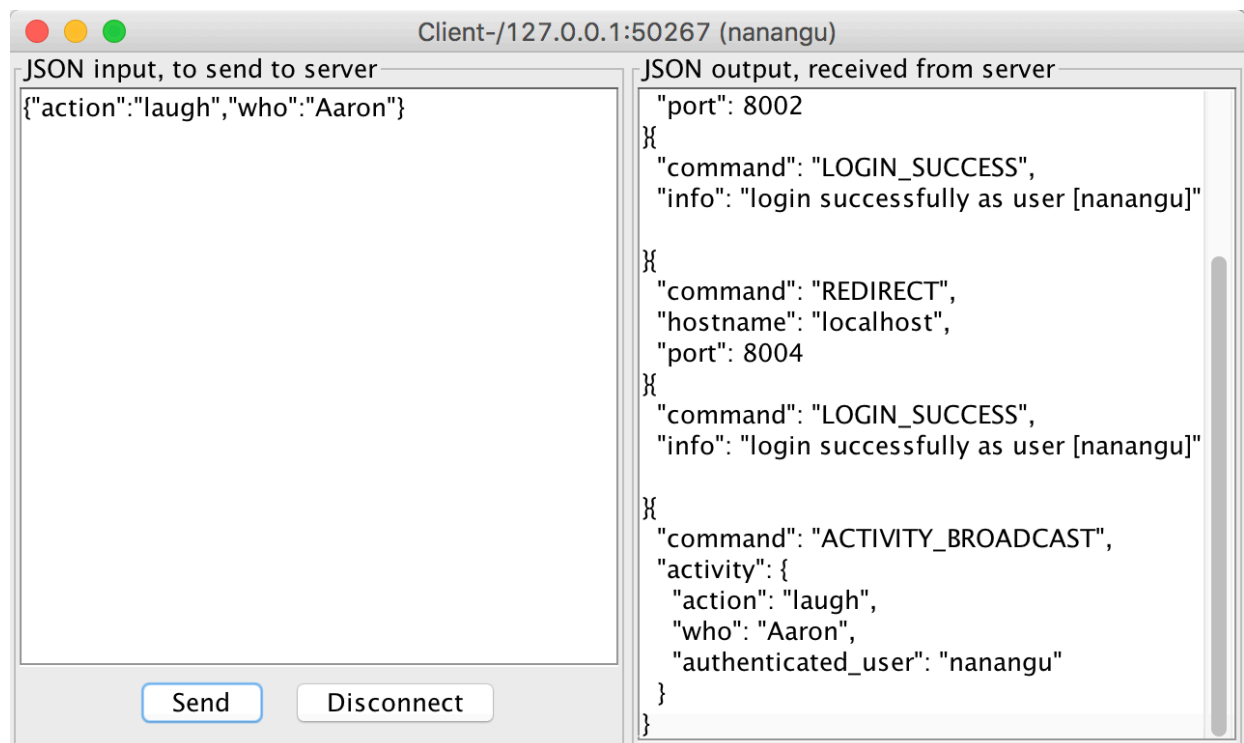 Client-/127.0.0.1:50267 (nanangu)
JSON input, to send to server
{"action":"laugh","who":"Aaron"}
Send
Disconnect
JSON output, received from server
"port": 8002
}{
"command": "LOGIN_SUCCESS",
"info": "login successfully as user [nanangu]"
}{
"command": "REDIRECT",
"hostname": "localhost",
"port": 8004
}{
"command": "LOGIN_SUCCESS",
"info": "login successfully as user [nanangu]"
}{
"command": "ACTIVITY_BROADCAST",
"activity": {
"action": "laugh",
"who": "Aaron",
"authenticated_user": "nanangu"
}
}